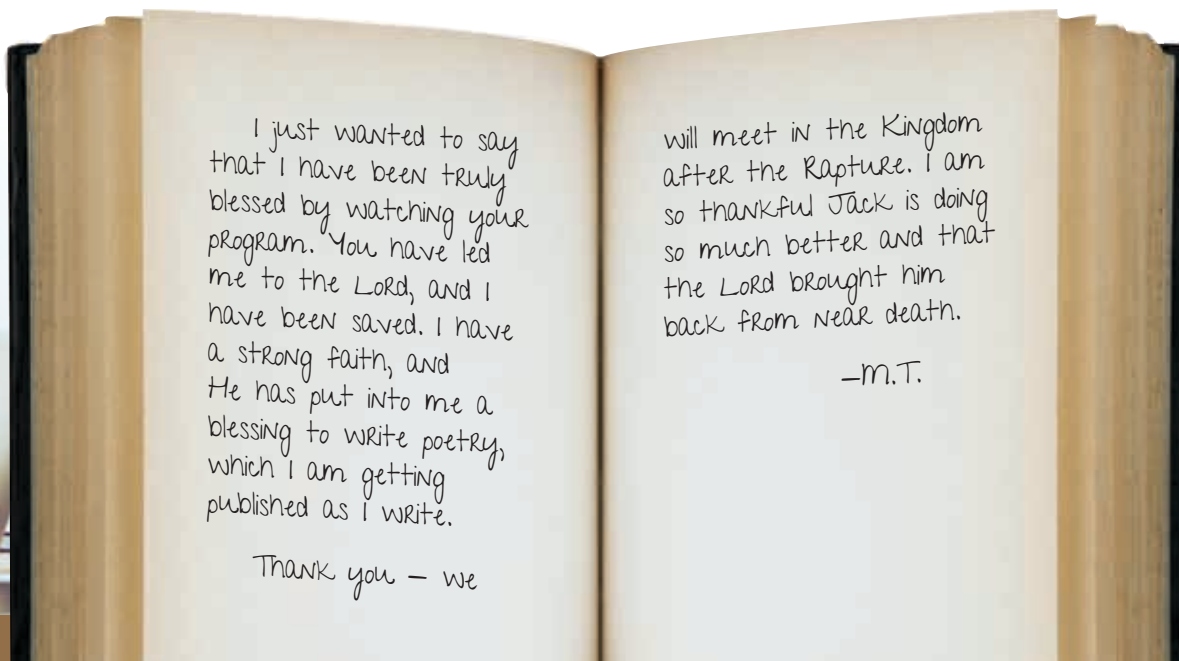 I just wanted to say
that I have been truly
blessed by watching your
program. You have led
me to the Lord, and I
have been saved. I have
a strong faith, and
He has put into me a
blessing to write poetry,
which I am getting
published as I write.
Thank you – we
will meet in the Kingdom
after the Rapture. I am
so thankful Jack is doing
so much better and that
the Lord brought him
back from near death.
–M.T.